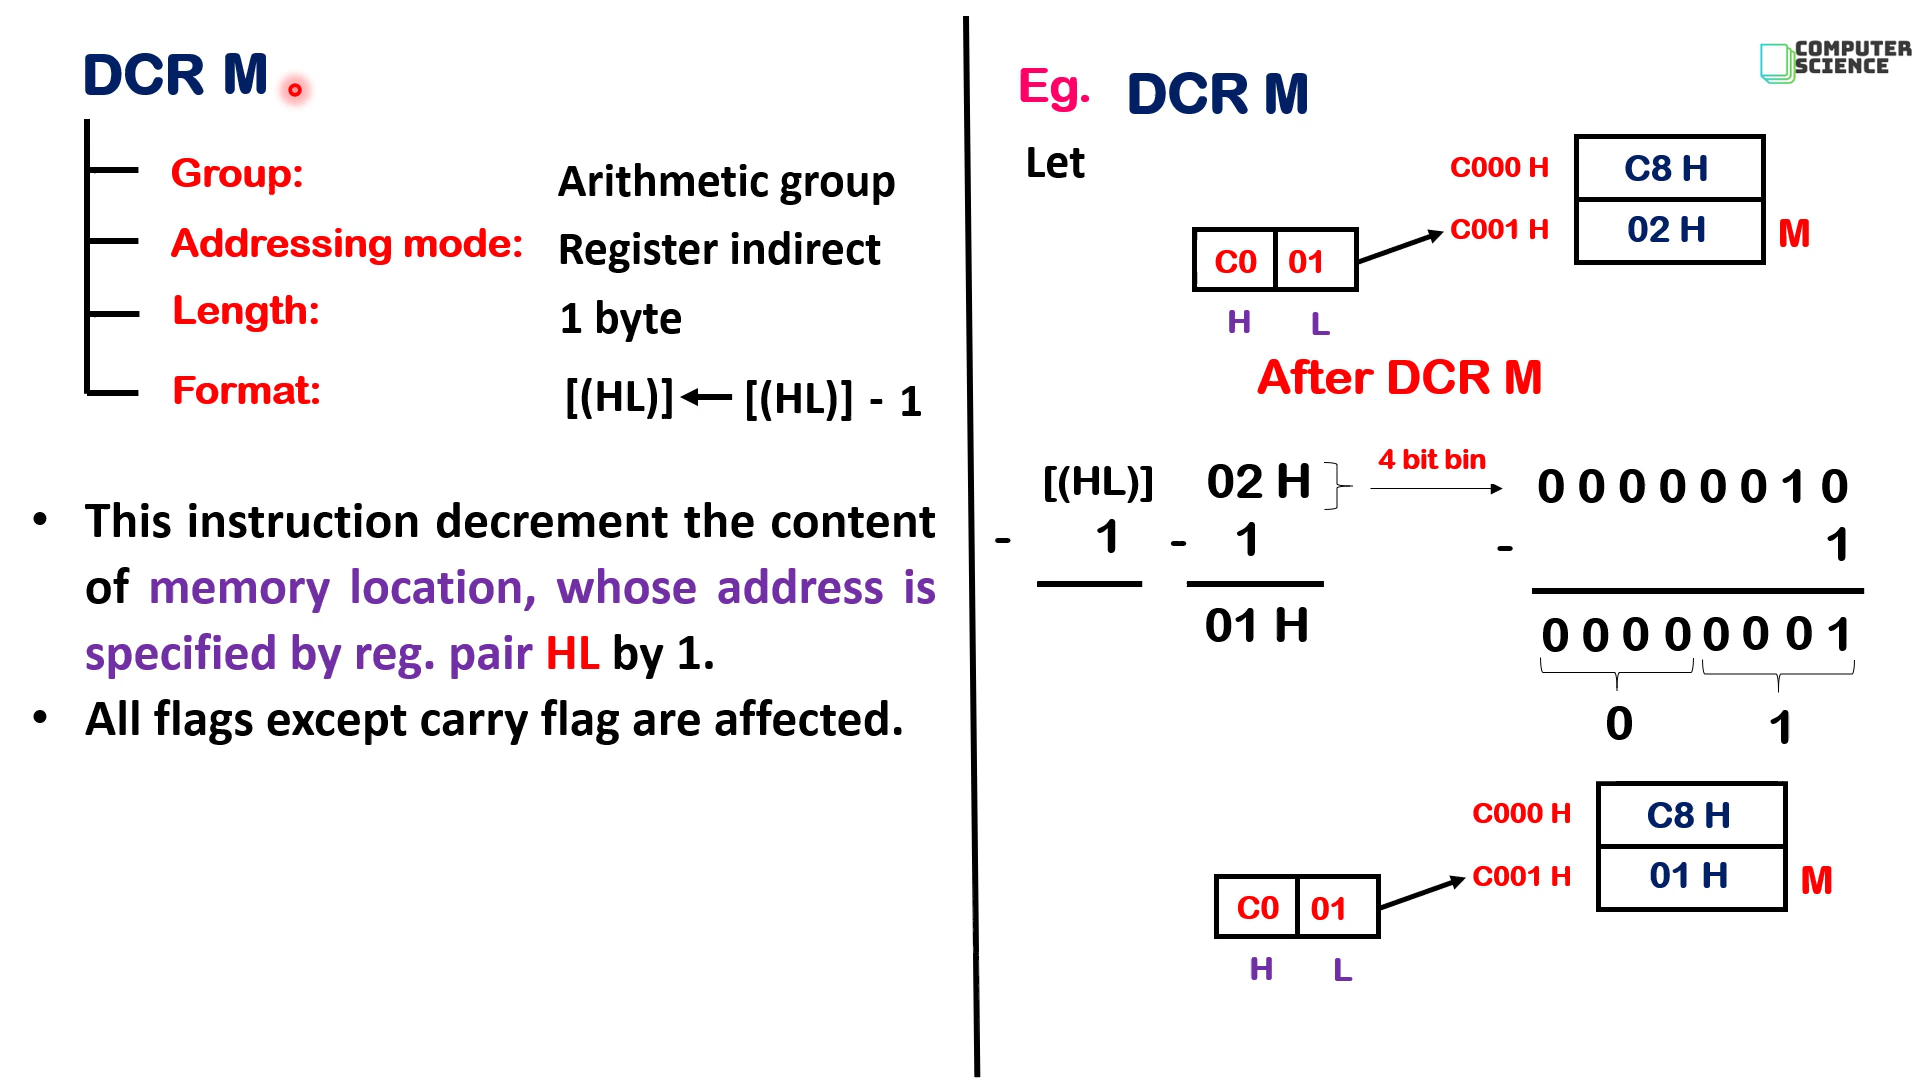 DCR M
Group: Arithmetic group
Addressing mode: Register indirect
Length: 1 byte
Format: [(HL)] ← [(HL)] - 1
• This instruction decrement the content
of memory location, whose address is
specified by reg. pair HL by 1.
• All flags except carry flag are affected.
COMPUTER
SCIENCE
Eg. DCR M
Let
C000 H C8 H
C001 H 02 H M
C0 01
H L
After DCR M
[(HL)] 02 H 4 bit bin 0 0 0 0 0 0 1 0
- 1 - 1 - 1
01 H 0 0 0 0 0 0 0 1
0 1
C000 H C8 H
C001 H 01 H M
C0 01
H L